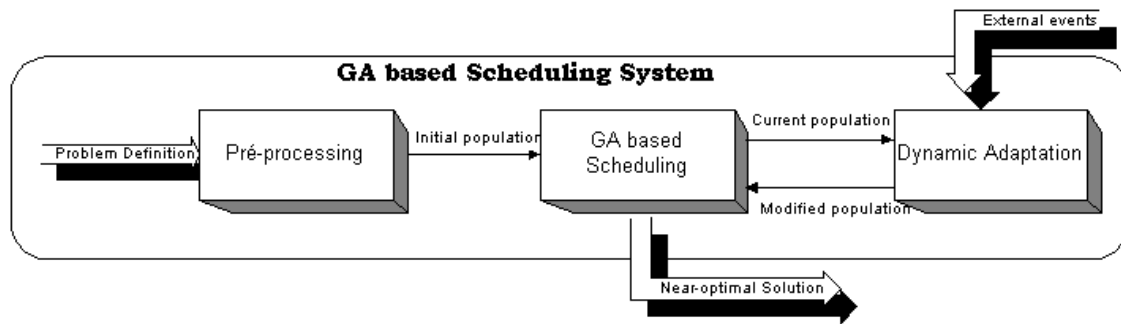 External events
GA based Scheduling System
Problem Definition
Pré-processing
Initial population
GA based
Scheduling
Current population
Dynamic Adaptation
Modified population
Near-optimal Solution